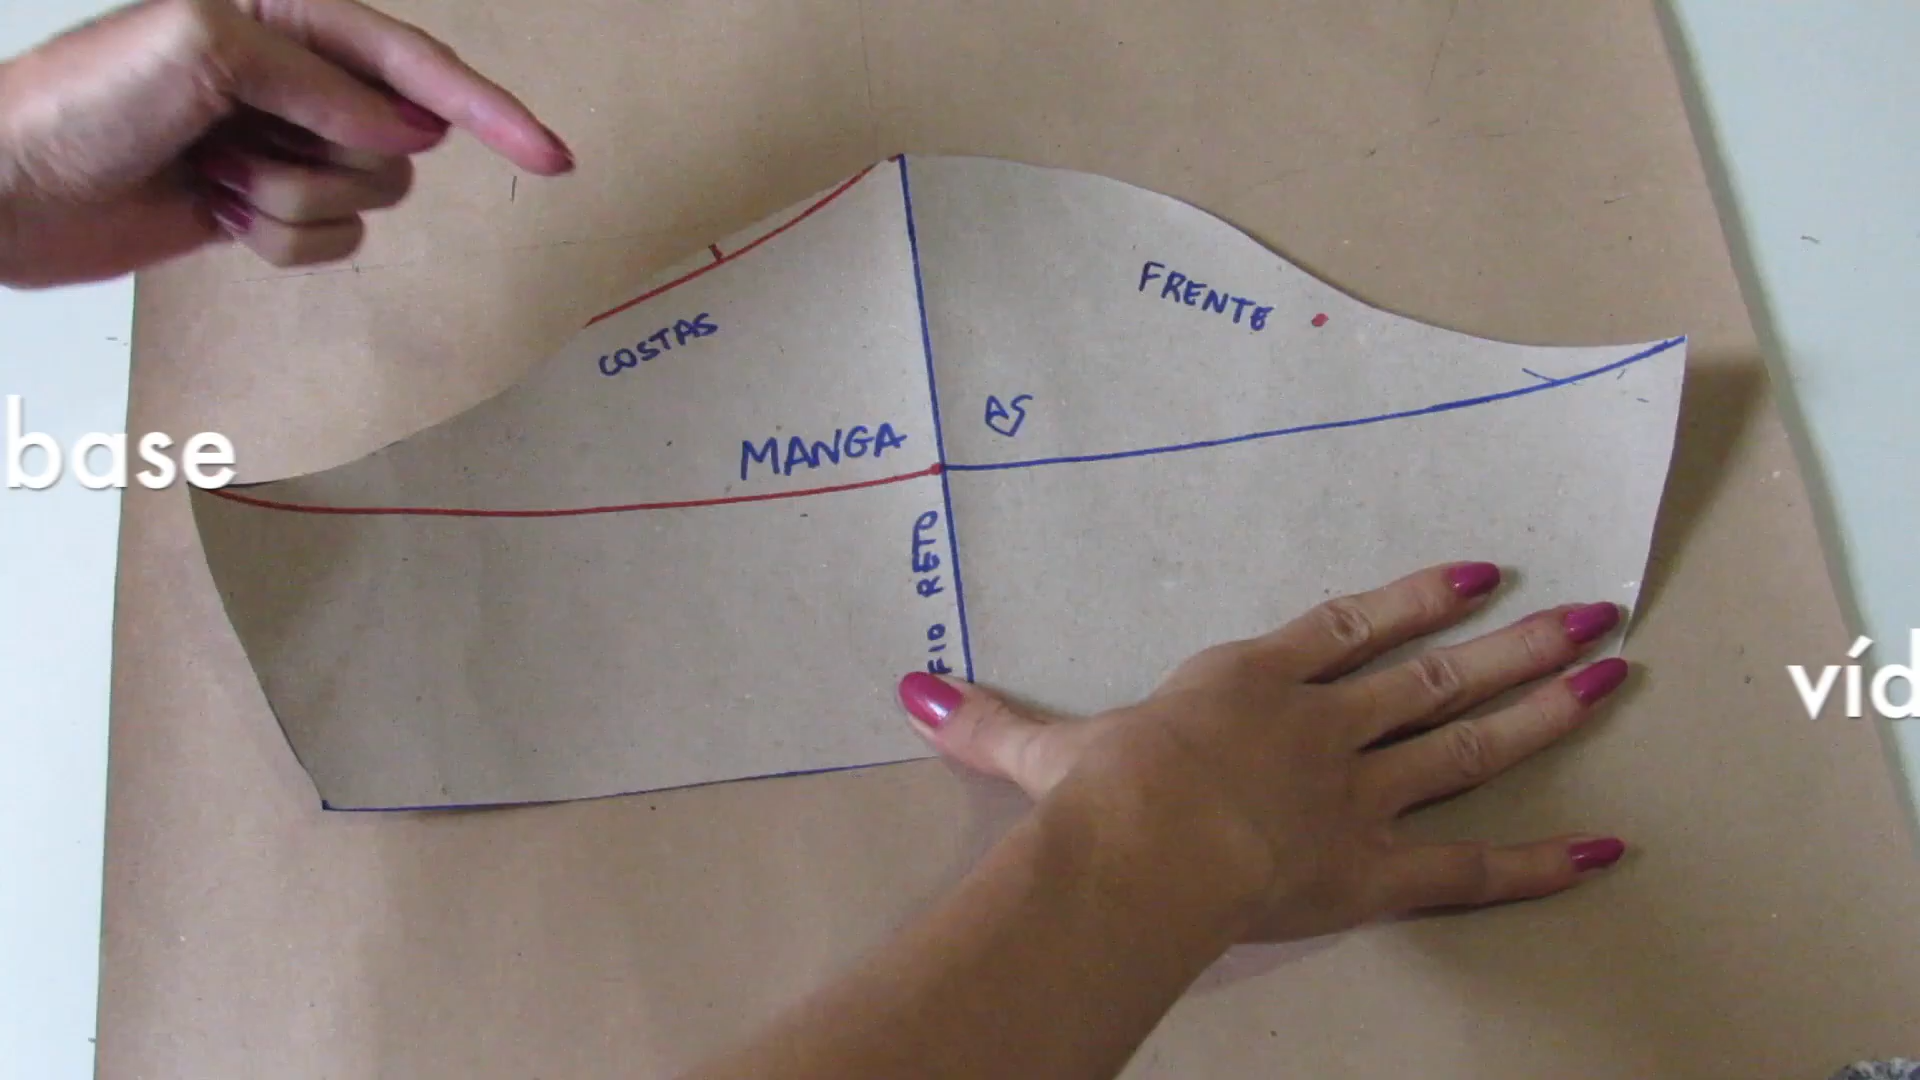 FRENTE
COSTAS
AS
MANGA
base
FIO RETO
víd